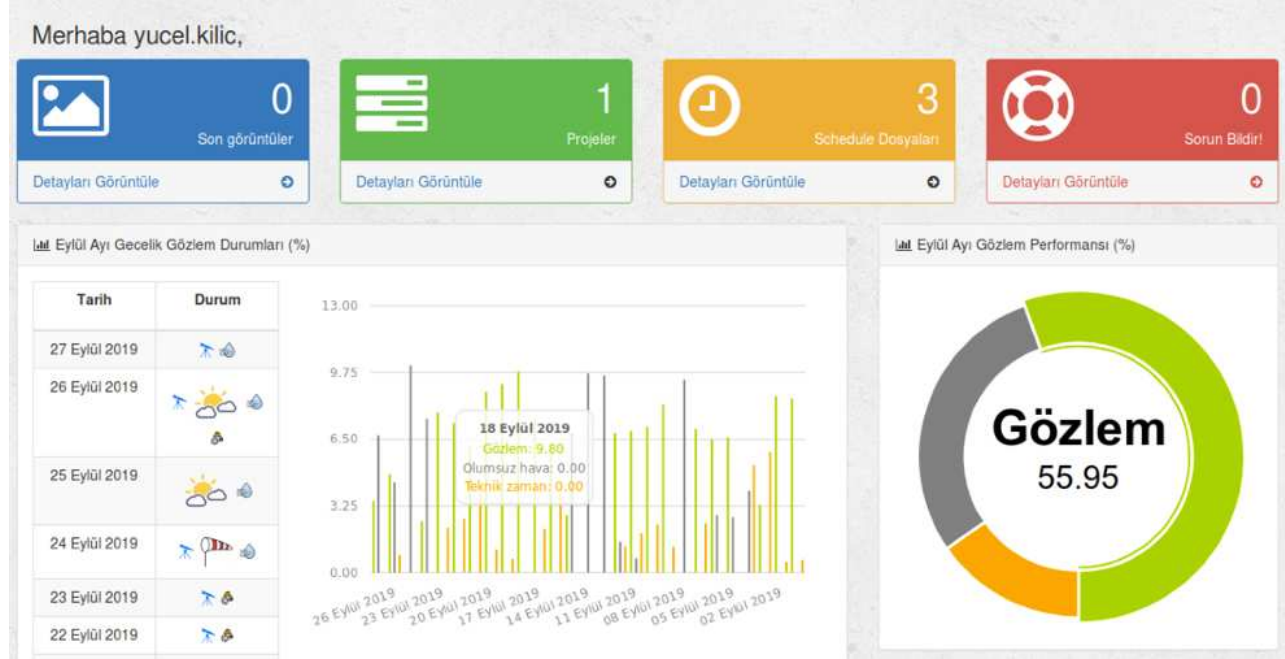 Merhaba yucel.kilic,
0
Son görüntüler
Detayları Görüntüle
1
Projeler
Detayları Görüntüle
3
Schedule Dosyaları
Detayları Görüntüle
0
Sorun Bildir!
Detayları Görüntüle
Eylül Ayı Gecelik Gözlem Durumları (%)
Tarih Durum
27 Eylül 2019
26 Eylül 2019
25 Eylül 2019
24 Eylül 2019
23 Eylül 2019
22 Eylül 2019
13.00
9.75
6.50
3.25
0.00
18 Eylül 2019
Gözlem: 9.80
Olumsuz hava: 0.00
Teknik zaman: 0.00
26 Eylül 2019
23 Eylül 2019
20 Eylül 2019
17 Eylül 2019
14 Eylül 2019
11 Eylül 2019
08 Eylül 2019
05 Eylül 2019
02 Eylül 2019
Eylül Ayı Gözlem Performansı (%)
Gözlem
55.95